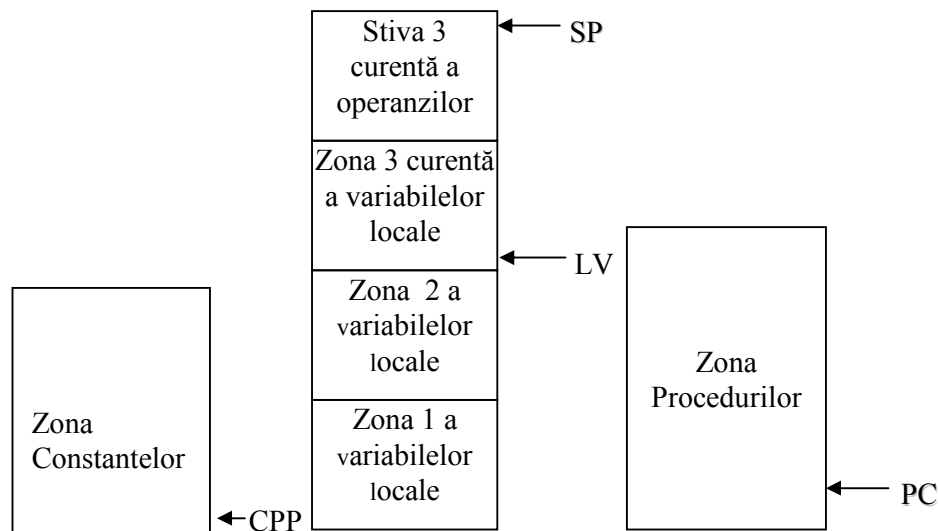 Stiva 3
curentă a
operanzilor
SP
Zona 3 curentă
a variabilelor
locale
LV
Zona 2 a
variabilelor
locale
Zona 1 a
variabilelor
locale
Zona
Constantelor
CPP
Zona
Procedurilor
PC